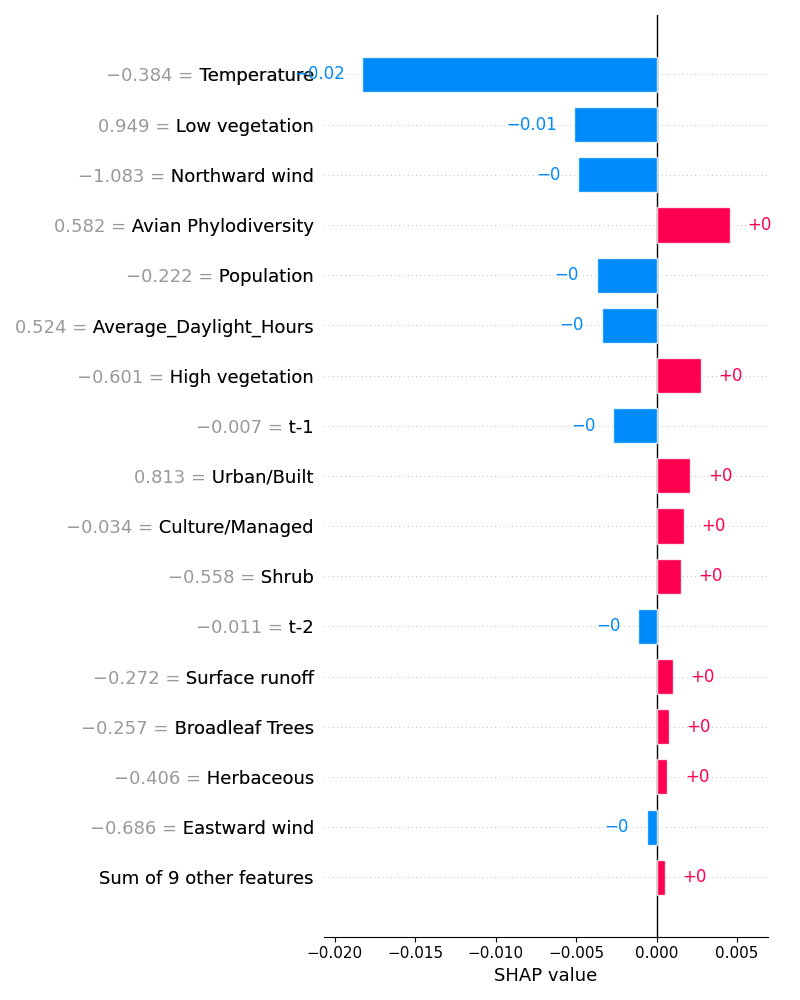 −0.384 = Temperature −0.02
0.949 = Low vegetation −0.01
−1.083 = Northward wind −0
0.582 = Avian Phylodiversity +0
−0.222 = Population −0
0.524 = Average_Daylight_Hours −0
−0.601 = High vegetation +0
−0.007 = t-1 −0
0.813 = Urban/Built +0
−0.034 = Culture/Managed +0
−0.558 = Shrub +0
−0.011 = t-2 −0
−0.272 = Surface runoff +0
−0.257 = Broadleaf Trees +0
−0.406 = Herbaceous +0
−0.686 = Eastward wind −0
Sum of 9 other features +0
−0.020 −0.015 −0.010 −0.005 0.000 0.005
SHAP value